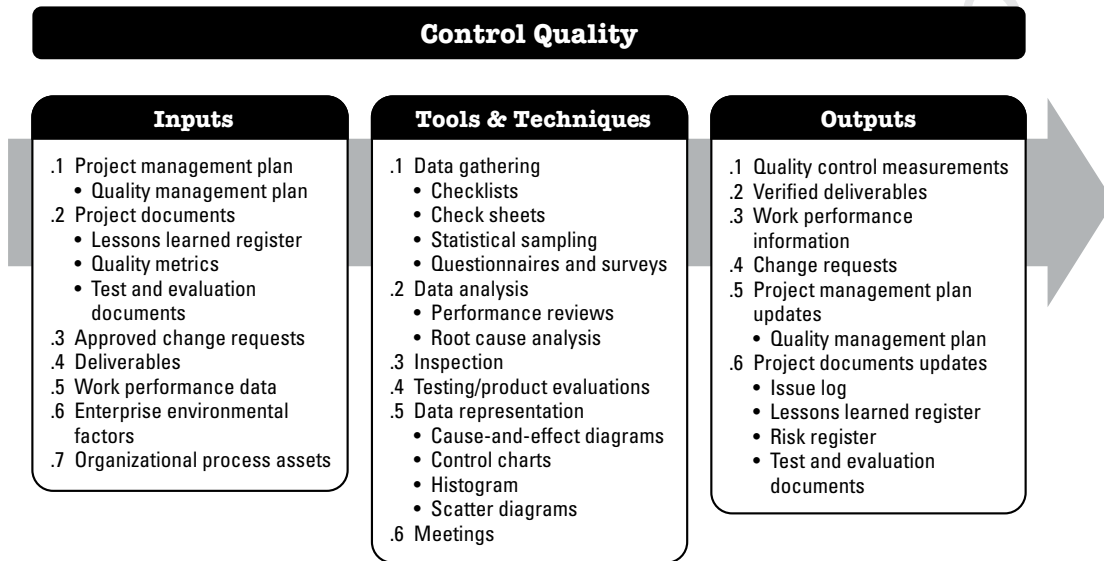 Control Quality
Inputs
.1 Project management plan
• Quality management plan
.2 Project documents
• Lessons learned register
• Quality metrics
• Test and evaluation
documents
.3 Approved change requests
.4 Deliverables
.5 Work performance data
.6 Enterprise environmental
factors
.7 Organizational process assets
Tools & Techniques
.1 Data gathering
• Checklists
• Check sheets
• Statistical sampling
• Questionnaires and surveys
.2 Data analysis
• Performance reviews
• Root cause analysis
.3 Inspection
.4 Testing/product evaluations
.5 Data representation
• Cause-and-effect diagrams
• Control charts
• Histogram
• Scatter diagrams
.6 Meetings
Outputs
.1 Quality control measurements
.2 Verified deliverables
.3 Work performance
information
.4 Change requests
.5 Project management plan
updates
• Quality management plan
.6 Project documents updates
• Issue log
• Lessons learned register
• Risk register
• Test and evaluation
documents